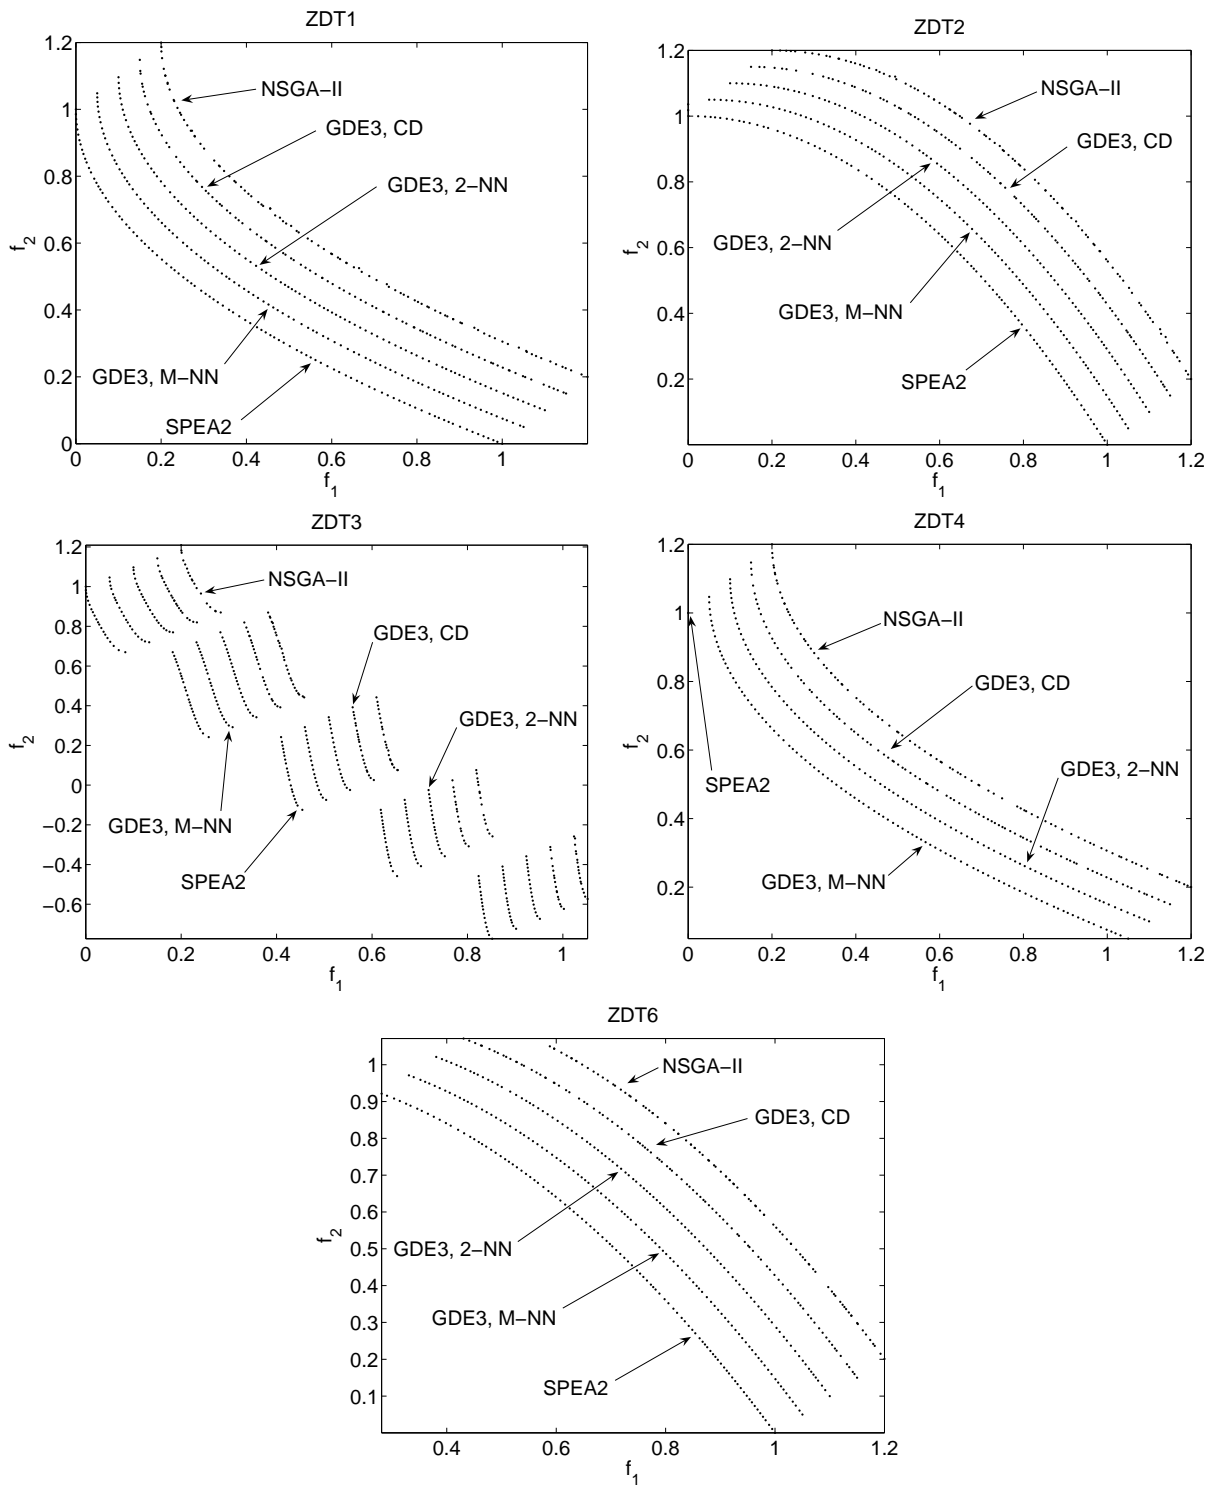 ZDT1
1.2
1
0.8
0.6
0.4
0.2
0
0
0.2
0.4
0.6
0.8
1
f2
f1
NSGA−II
GDE3, CD
GDE3, 2−NN
GDE3, M−NN
SPEA2
ZDT2
1.2
1
0.8
0.6
0.4
0.2
0
0.2
0.4
0.6
0.8
1
1.2
f2
f1
NSGA−II
GDE3, CD
GDE3, 2−NN
GDE3, M−NN
SPEA2
ZDT3
1.2
1
0.8
0.6
0.4
0.2
0
−0.2
−0.4
−0.6
0
0.2
0.4
0.6
0.8
1
f2
f1
NSGA−II
GDE3, CD
GDE3, 2−NN
GDE3, M−NN
SPEA2
ZDT4
1.2
1
0.8
0.6
0.4
0.2
0
0.2
0.4
0.6
0.8
1
1.2
f2
f1
NSGA−II
GDE3, CD
SPEA2
GDE3, 2−NN
GDE3, M−NN
ZDT6
1
0.9
0.8
0.7
0.6
0.5
0.4
0.3
0.2
0.1
0.4
0.6
0.8
1
1.2
f2
f1
NSGA−II
GDE3, CD
GDE3, 2−NN
GDE3, M−NN
SPEA2